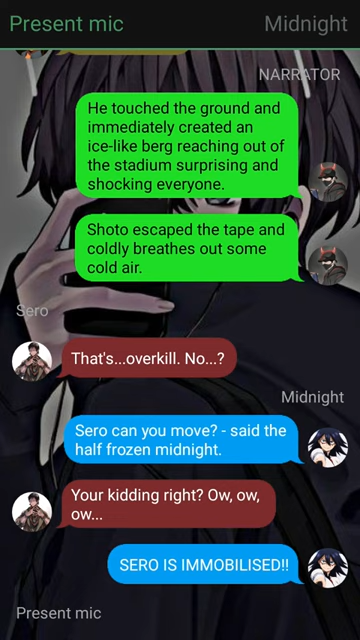 Present mic Midnight
NARRATOR
He touched the ground and
immediately created an
ice-like berg reaching out of
the stadium surprising and
shocking everyone.
Shoto escaped the tape and
coldly breathes out some
cold air.
Sero
That's...overkill. No...?
Midnight
Sero can you move? - said the
half frozen midnight.
Your kidding right? Ow, ow,
ow...
SERO IS IMMOBILISED!!
Present mic